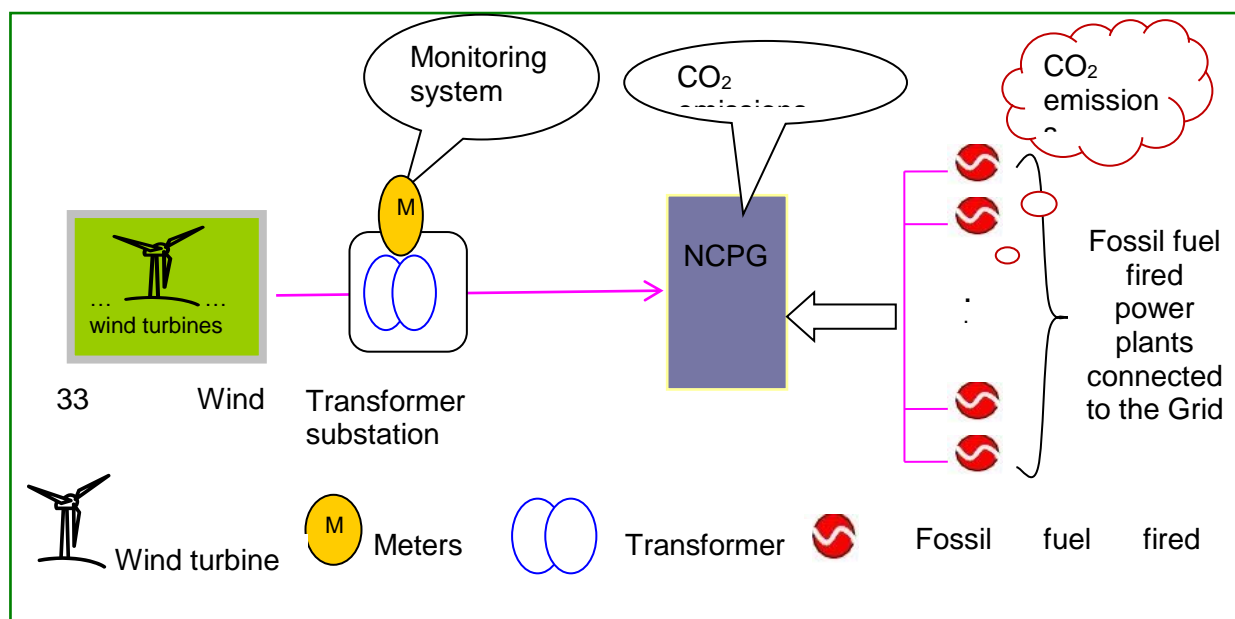 Monitoring
system
CO₂
CO₂
emission
M
… …
wind turbines
NCPG
Fossil fuel
fired
power
plants
connected
to the Grid
33 Wind
Transformer
substation
Wind turbine
M
Meters
Transformer
Fossil fuel fired